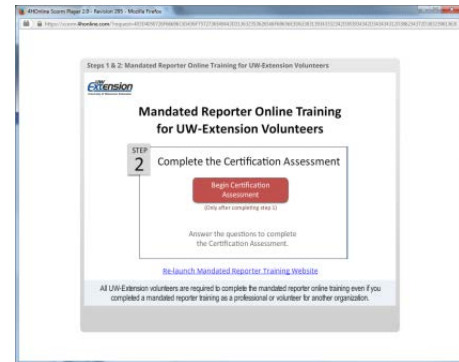 4HOnline Scorm Player 2.0 - Revision 285 - Mozilla Firefox
Steps 1 & 2: Mandated Reporter Online Training for UW-Extension Volunteers
UW
Extension
Mandated Reporter Online Training
for UW-Extension Volunteers
STEP
2
Complete the Certification Assessment
Begin Certification
Assessment
(Only after completing step 1)
Answer the questions to complete
the Certification Assessment.
Re-launch Mandated Reporter Training Website
All UW-Extension volunteers are required to complete the mandated reporter online training even if you
completed a mandated reporter training as a professional or volunteer for another organization.